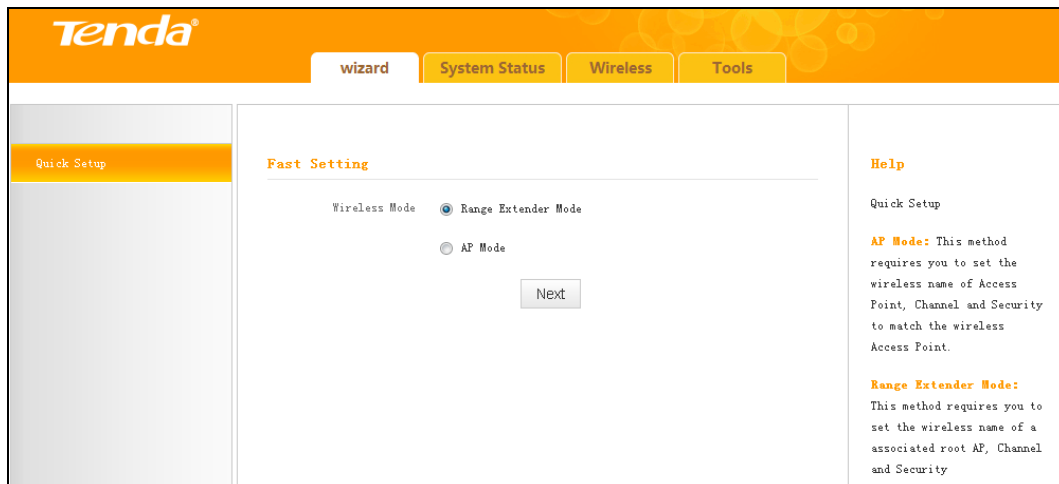 Tenda®
wizard
System Status
Wireless
Tools
Quick Setup
Fast Setting
Wireless Mode
Range Extender Mode
AP Mode
Next
Help
Quick Setup
AP Mode: This method
requires you to set the
wireless name of Access
Point, Channel and Security
to match the wireless
Access Point.
Range Extender Mode:
This method requires you to
set the wireless name of a
associated root AP, Channel
and Security